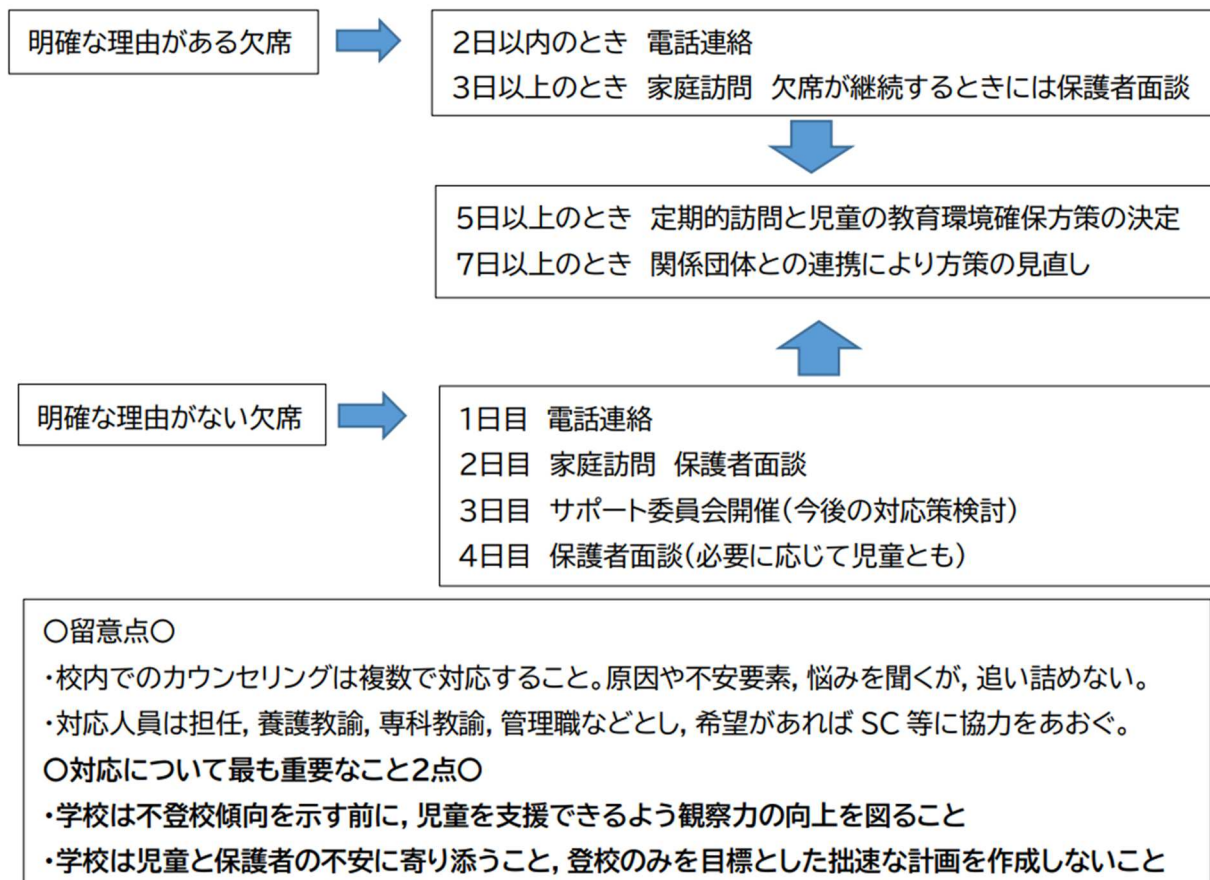 明確な理由がある欠席
2日以内のとき 電話連絡
3日以上のとき 家庭訪問 欠席が継続するときには保護者面談
5日以上のとき 定期的訪問と児童の教育環境確保方策の決定
7日以上のとき 関係団体との連携により方策の見直し
明確な理由がない欠席
1日目 電話連絡
2日目 家庭訪問 保護者面談
3日目 サポート委員会開催(今後の対応策検討)
4日目 保護者面談(必要に応じて児童とも)
〇留意点〇
・校内でのカウンセリングは複数で対応すること。原因や不安要素, 悩みを聞くが, 追い詰めない。
・対応人員は担任, 養護教諭, 専科教諭, 管理職などとし, 希望があれば SC 等に協力をあおぐ。
〇対応について最も重要なこと2点〇
・学校は不登校傾向を示す前に, 児童を支援できるよう観察力の向上を図ること
・学校は児童と保護者の不安に寄り添うこと, 登校のみを目標とした拙速な計画を作成しないこと